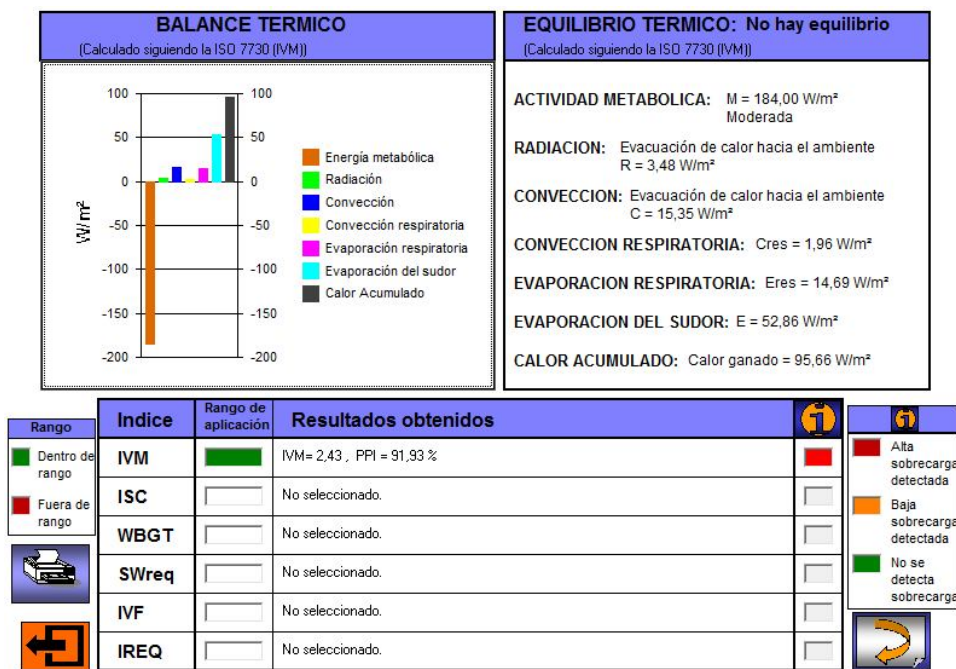 BALANCE TERMICO
(Calculado siguiendo la ISO 7730 (IVM))
100
50
0
-50
-100
-150
-200
W/m²
100
50
0
-50
-100
-150
-200
Energía metabólica
Radiación
Convección
Convección respiratoria
Evaporación respiratoria
Evaporación del sudor
Calor Acumulado
EQUILIBRIO TERMICO: No hay equilibrio
(Calculado siguiendo la ISO 7730 (IVM))
ACTIVIDAD METABOLICA: M = 184,00 W/m²
Moderada
RADIACION: Evacuación de calor hacia el ambiente
R = 3,48 W/m²
CONVECCION: Evacuación de calor hacia el ambiente
C = 15,35 W/m²
CONVECCION RESPIRATORIA: Cres = 1,96 W/m²
EVAPORACION RESPIRATORIA: Eres = 14,69 W/m²
EVAPORACION DEL SUDOR: E = 52,86 W/m²
CALOR ACUMULADO: Calor ganado = 95,66 W/m²
Rango
Dentro de
rango
Fuera de
rango
Indice
Rango de
aplicación
Resultados obtenidos
IVM
IVM= 2,43 , PPI = 91,93 %
ISC
No seleccionado.
WBGT
No seleccionado.
SWreq
No seleccionado.
IVF
No seleccionado.
IREQ
No seleccionado.
Alta
sobrecarga
detectada
Baja
sobrecarga
detectada
No se
detecta
sobrecarga